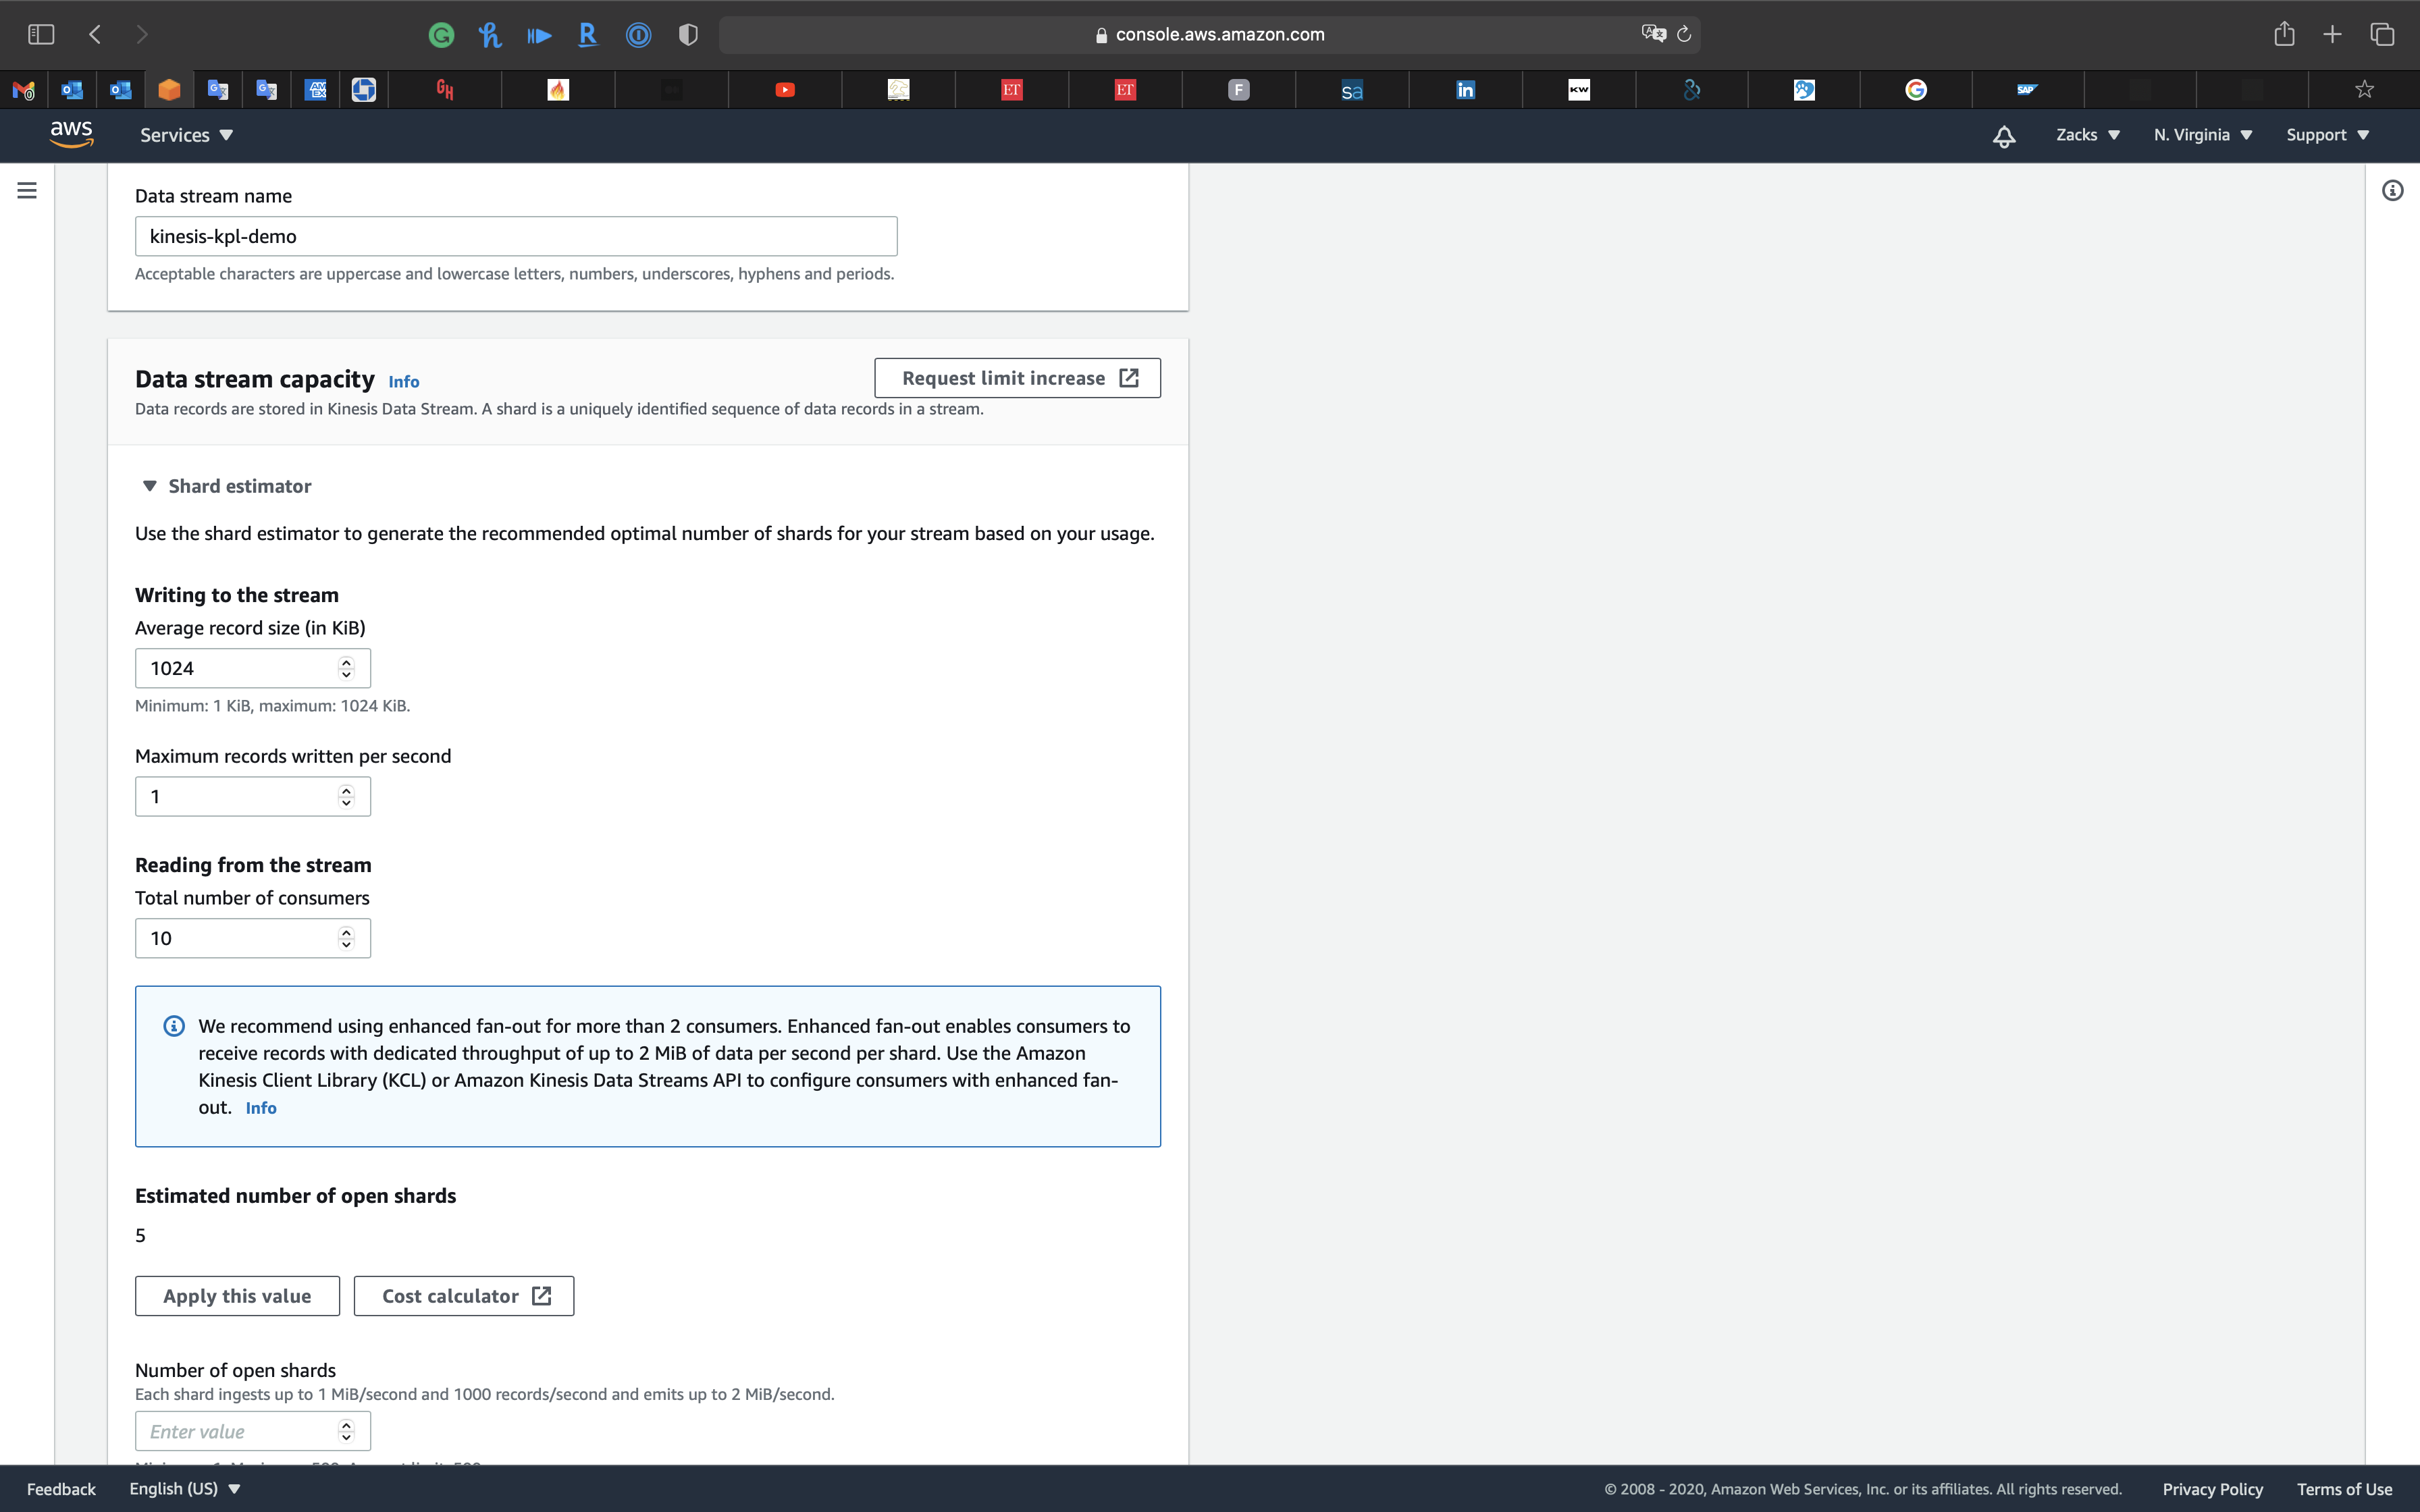 console.aws.amazon.com
aws
Services
Zacks
N. Virginia
Support
Data stream name
kinesis-kpl-demo
Acceptable characters are uppercase and lowercase letters, numbers, underscores, hyphens and periods.
Data stream capacity Info
Request limit increase
Data records are stored in Kinesis Data Stream. A shard is a uniquely identified sequence of data records in a stream.
Shard estimator
Use the shard estimator to generate the recommended optimal number of shards for your stream based on your usage.
Writing to the stream
Average record size (in KiB)
1024
Minimum: 1 KiB, maximum: 1024 KiB.
Maximum records written per second
1
Reading from the stream
Total number of consumers
10
We recommend using enhanced fan-out for more than 2 consumers. Enhanced fan-out enables consumers to
receive records with dedicated throughput of up to 2 MiB of data per second per shard. Use the Amazon
Kinesis Client Library (KCL) or Amazon Kinesis Data Streams API to configure consumers with enhanced fan-
out. Info
Estimated number of open shards
5
Apply this value
Cost calculator
Number of open shards
Each shard ingests up to 1 MiB/second and 1000 records/second and emits up to 2 MiB/second.
Enter value
Feedback
English (US)
© 2008 - 2020, Amazon Web Services, Inc. or its affiliates. All rights reserved.
Privacy Policy
Terms of Use